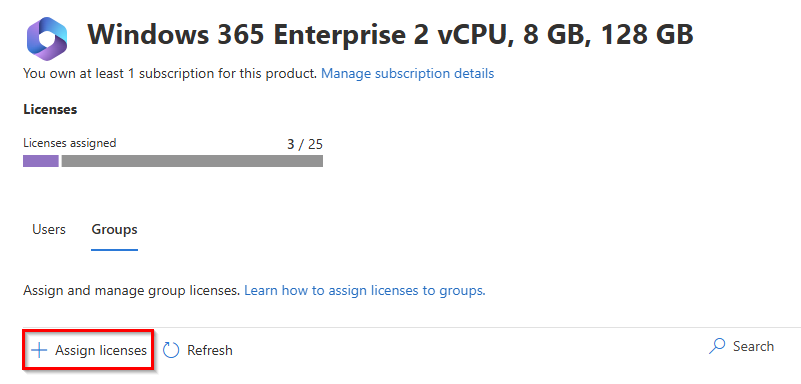 Windows 365 Enterprise 2 vCPU, 8 GB, 128 GB
You own at least 1 subscription for this product. Manage subscription details
Licenses
Licenses assigned 3 / 25
Users Groups
Assign and manage group licenses. Learn how to assign licenses to groups.
Assign licenses Refresh Search